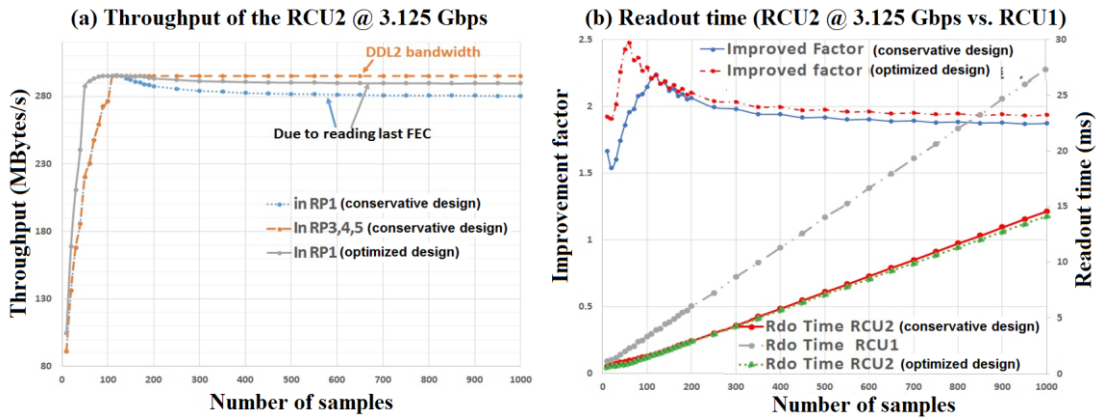 (a) Throughput of the RCU2 @ 3.125 Gbps
DDL2 bandwidth
Due to reading last FEC
in RP1 (conservative design)
In RP3,4,5 (conservative design)
In RP1 (optimized design)
Throughput (MBytes/s)
280
230
180
130
80
0 100 200 300 400 500 600 700 800 900 1000
Number of samples
(b) Readout time (RCU2 @ 3.125 Gbps vs. RCU1)
Improved Factor (conservative design)
Improved factor (optimized design)
Rdo Time RCU2 (conservative design)
Rdo Time RCU1
Rdo Time RCU2 (optimized design)
Improvement factor
2.5
2
1.5
1
0.5
0
30
25
20
15
10
5
0
Readout time (ms)
0 100 200 300 400 500 600 700 800 900 1000
Number of samples